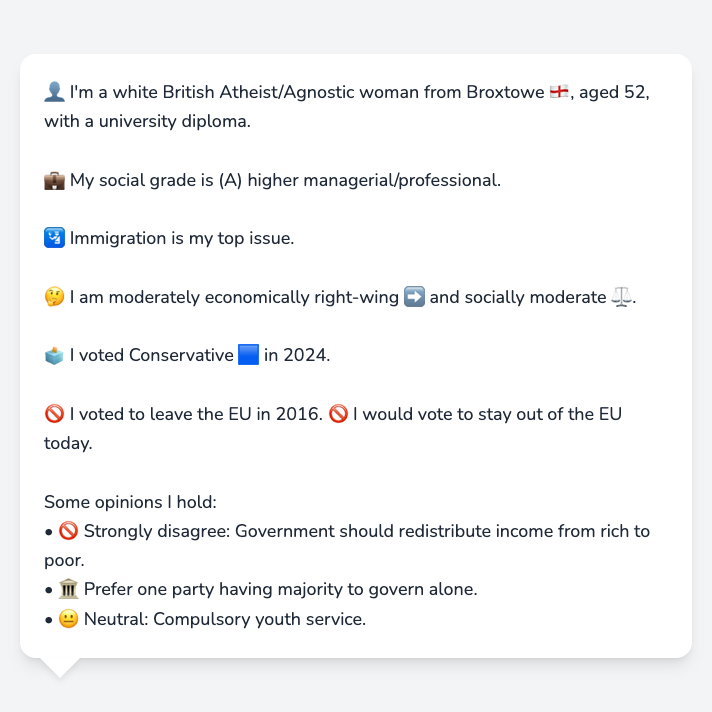 👤 I'm a white British Atheist/Agnostic woman from Broxtowe 🏴󠁧󠁢󠁥󠁮󠁧󠁿, aged 52,
with a university diploma.
💼 My social grade is (A) higher managerial/professional.
🛂 Immigration is my top issue.
🤔 I am moderately economically right-wing ➡️ and socially moderate ⚖️.
🗳️ I voted Conservative 🟦 in 2024.
🚫 I voted to leave the EU in 2016. 🚫 I would vote to stay out of the EU
today.
Some opinions I hold:
• 🚫 Strongly disagree: Government should redistribute income from rich to
poor.
• 🏛️ Prefer one party having majority to govern alone.
• 😐 Neutral: Compulsory youth service.